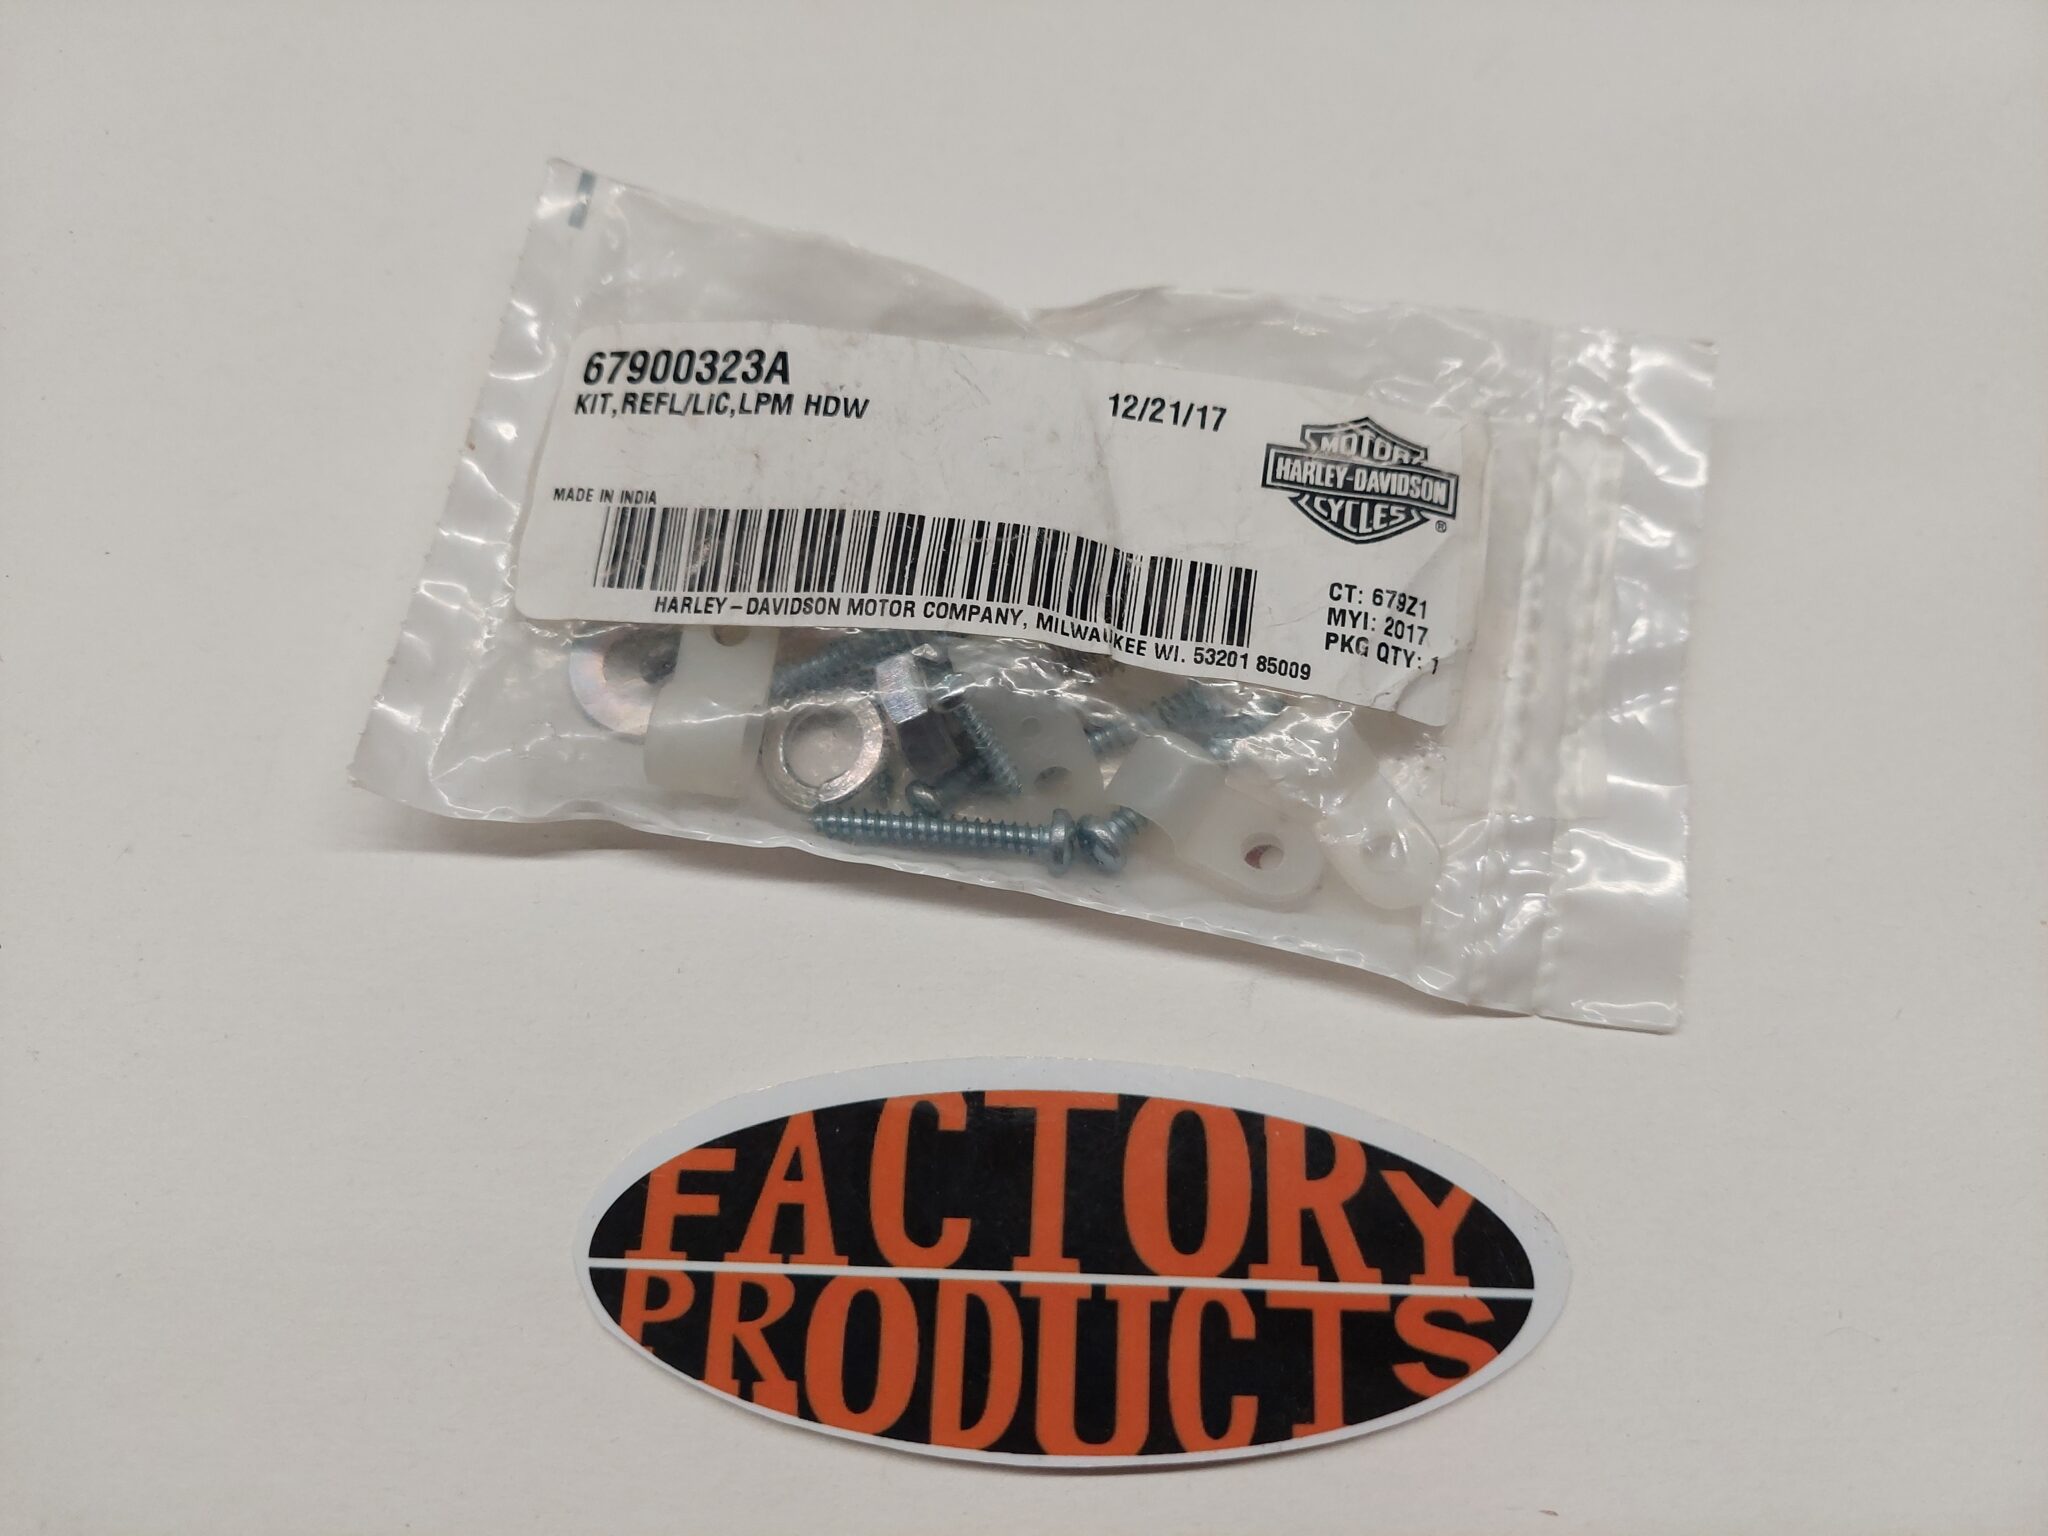 67900323A
KIT,REFL/LIC,LPM HDW
12/21/17
MOTOR
HARLEY-DAVIDSON
CYCLES
®
MADE IN INDIA
HARLEY-DAVIDSON MOTOR COMPANY, MILWAUKEE WI. 53201 85009
CT: 679Z1
MYI: 2017
PKG QTY: 1
FACTORY
PRODUCTS